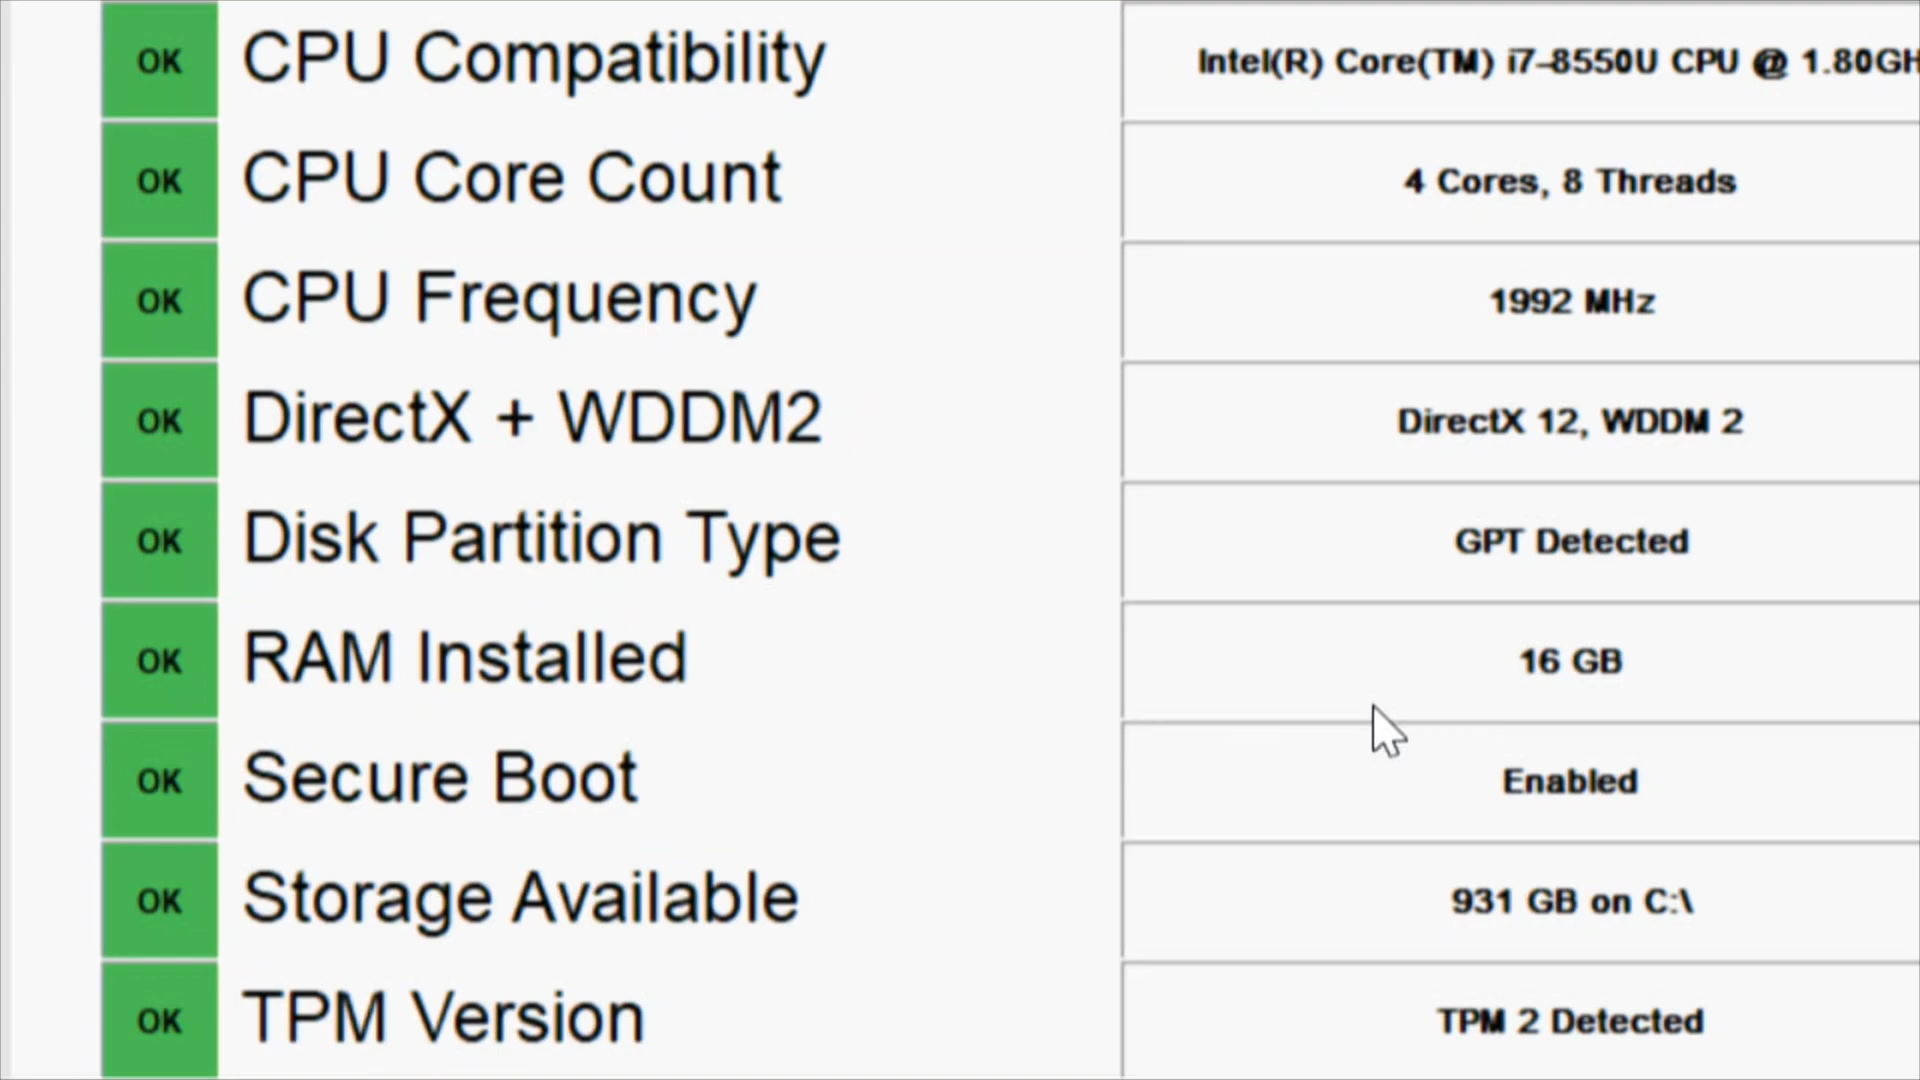 OK CPU Compatibility Intel(R) Core(TM) i7-8550U CPU @ 1.80GH
OK CPU Core Count 4 Cores, 8 Threads
OK CPU Frequency 1992 MHz
OK DirectX + WDDM2 DirectX 12, WDDM 2
OK Disk Partition Type GPT Detected
OK RAM Installed 16 GB
OK Secure Boot Enabled
OK Storage Available 931 GB on C:\
OK TPM Version TPM 2 Detected